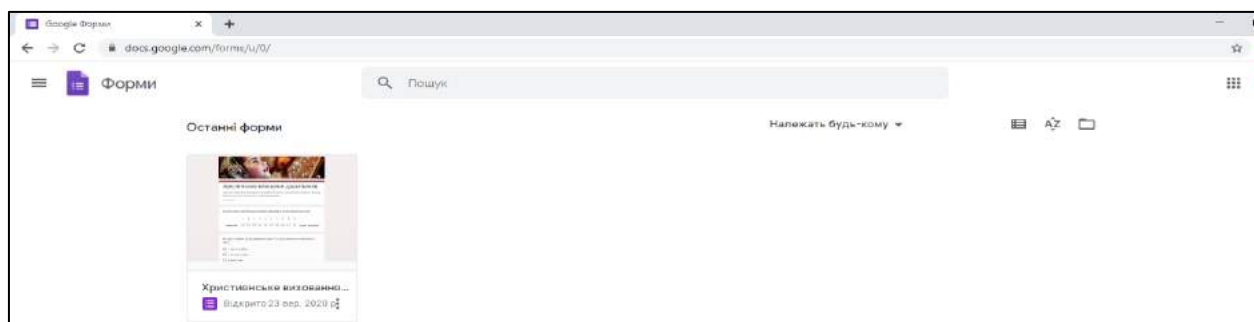 Google Форми
docs.google.com/forms/u/0/
Форми
Пошук
Останні форми
Належать будь-кому
AZ
Християнське виховання...
Відкрито 23 вер. 2020 р.